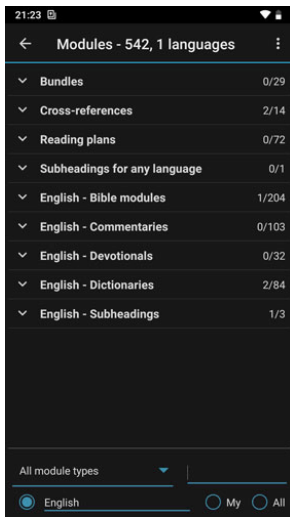 21:23
Modules - 542, 1 languages
Bundles 0/29
Cross-references 2/14
Reading plans 0/72
Subheadings for any language 0/1
English - Bible modules 1/204
English - Commentaries 0/103
English - Devotionals 0/32
English - Dictionaries 2/84
English - Subheadings 1/3
All module types
English My All